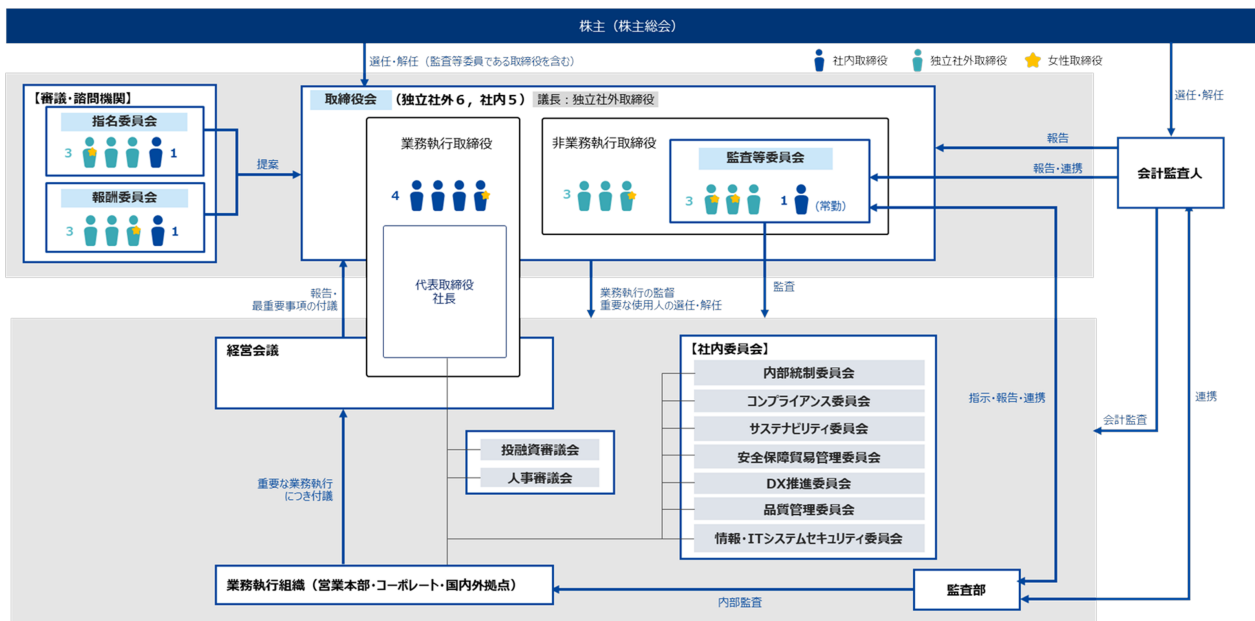 株主（株主総会）
選任・解任（監査等委員である取締役を含む）
社内取締役
独立社外取締役
女性取締役
選任・解任
【審議・諮問機関】
指名委員会
3
1
報酬委員会
3
1
提案
取締役会（独立社外６，社内５）議長：独立社外取締役
業務執行取締役
4
代表取締役
社長
非業務執行取締役
3
監査等委員会
3
1
（常勤）
報告
報告・連携
会計監査人
報告・
最重要事項の付議
業務執行の監督
重要な使用人の選任・解任
監査
経営会議
投融資審議会
人事審議会
【社内委員会】
内部統制委員会
コンプライアンス委員会
サステナビリティ委員会
安全保障貿易管理委員会
DX推進委員会
品質管理委員会
情報・ITシステムセキュリティ委員会
指示・報告・連携
会計監査
連携
重要な業務執行
につき付議
業務執行組織（営業本部・コーポレート・国内外拠点）
内部監査
監査部